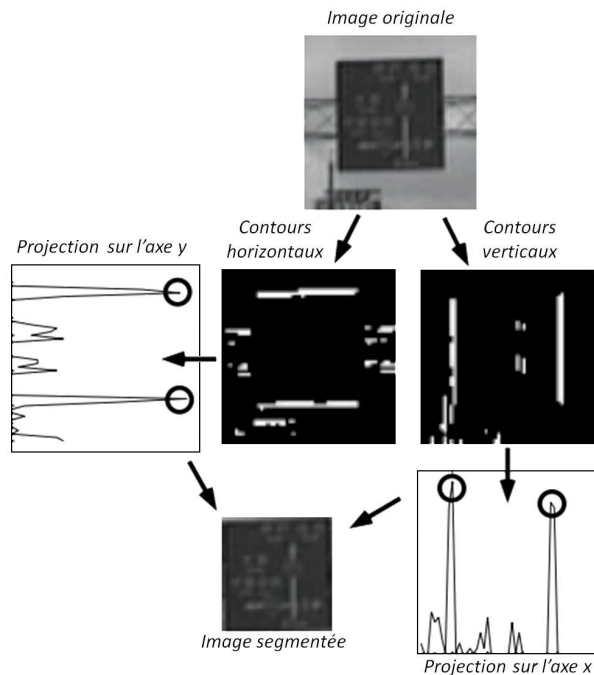 Image originale
Contours
horizontaux
Contours
verticaux
Projection sur l'axe y
Image segmentée
Projection sur l'axe x